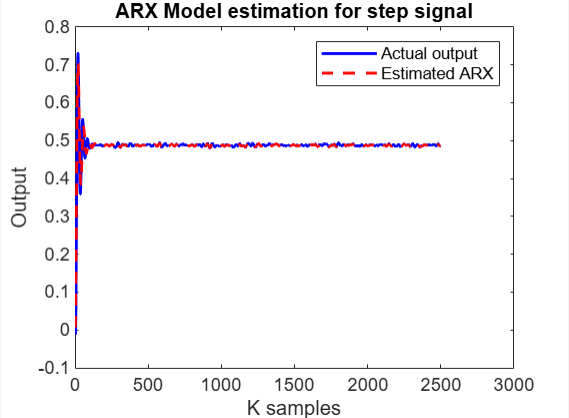 ARX Model estimation for step signal
Actual output
Estimated ARX
0.8
0.7
0.6
0.5
0.4
0.3
0.2
0.1
0
-0.1
Output
0 500 1000 1500 2000 2500 3000
K samples